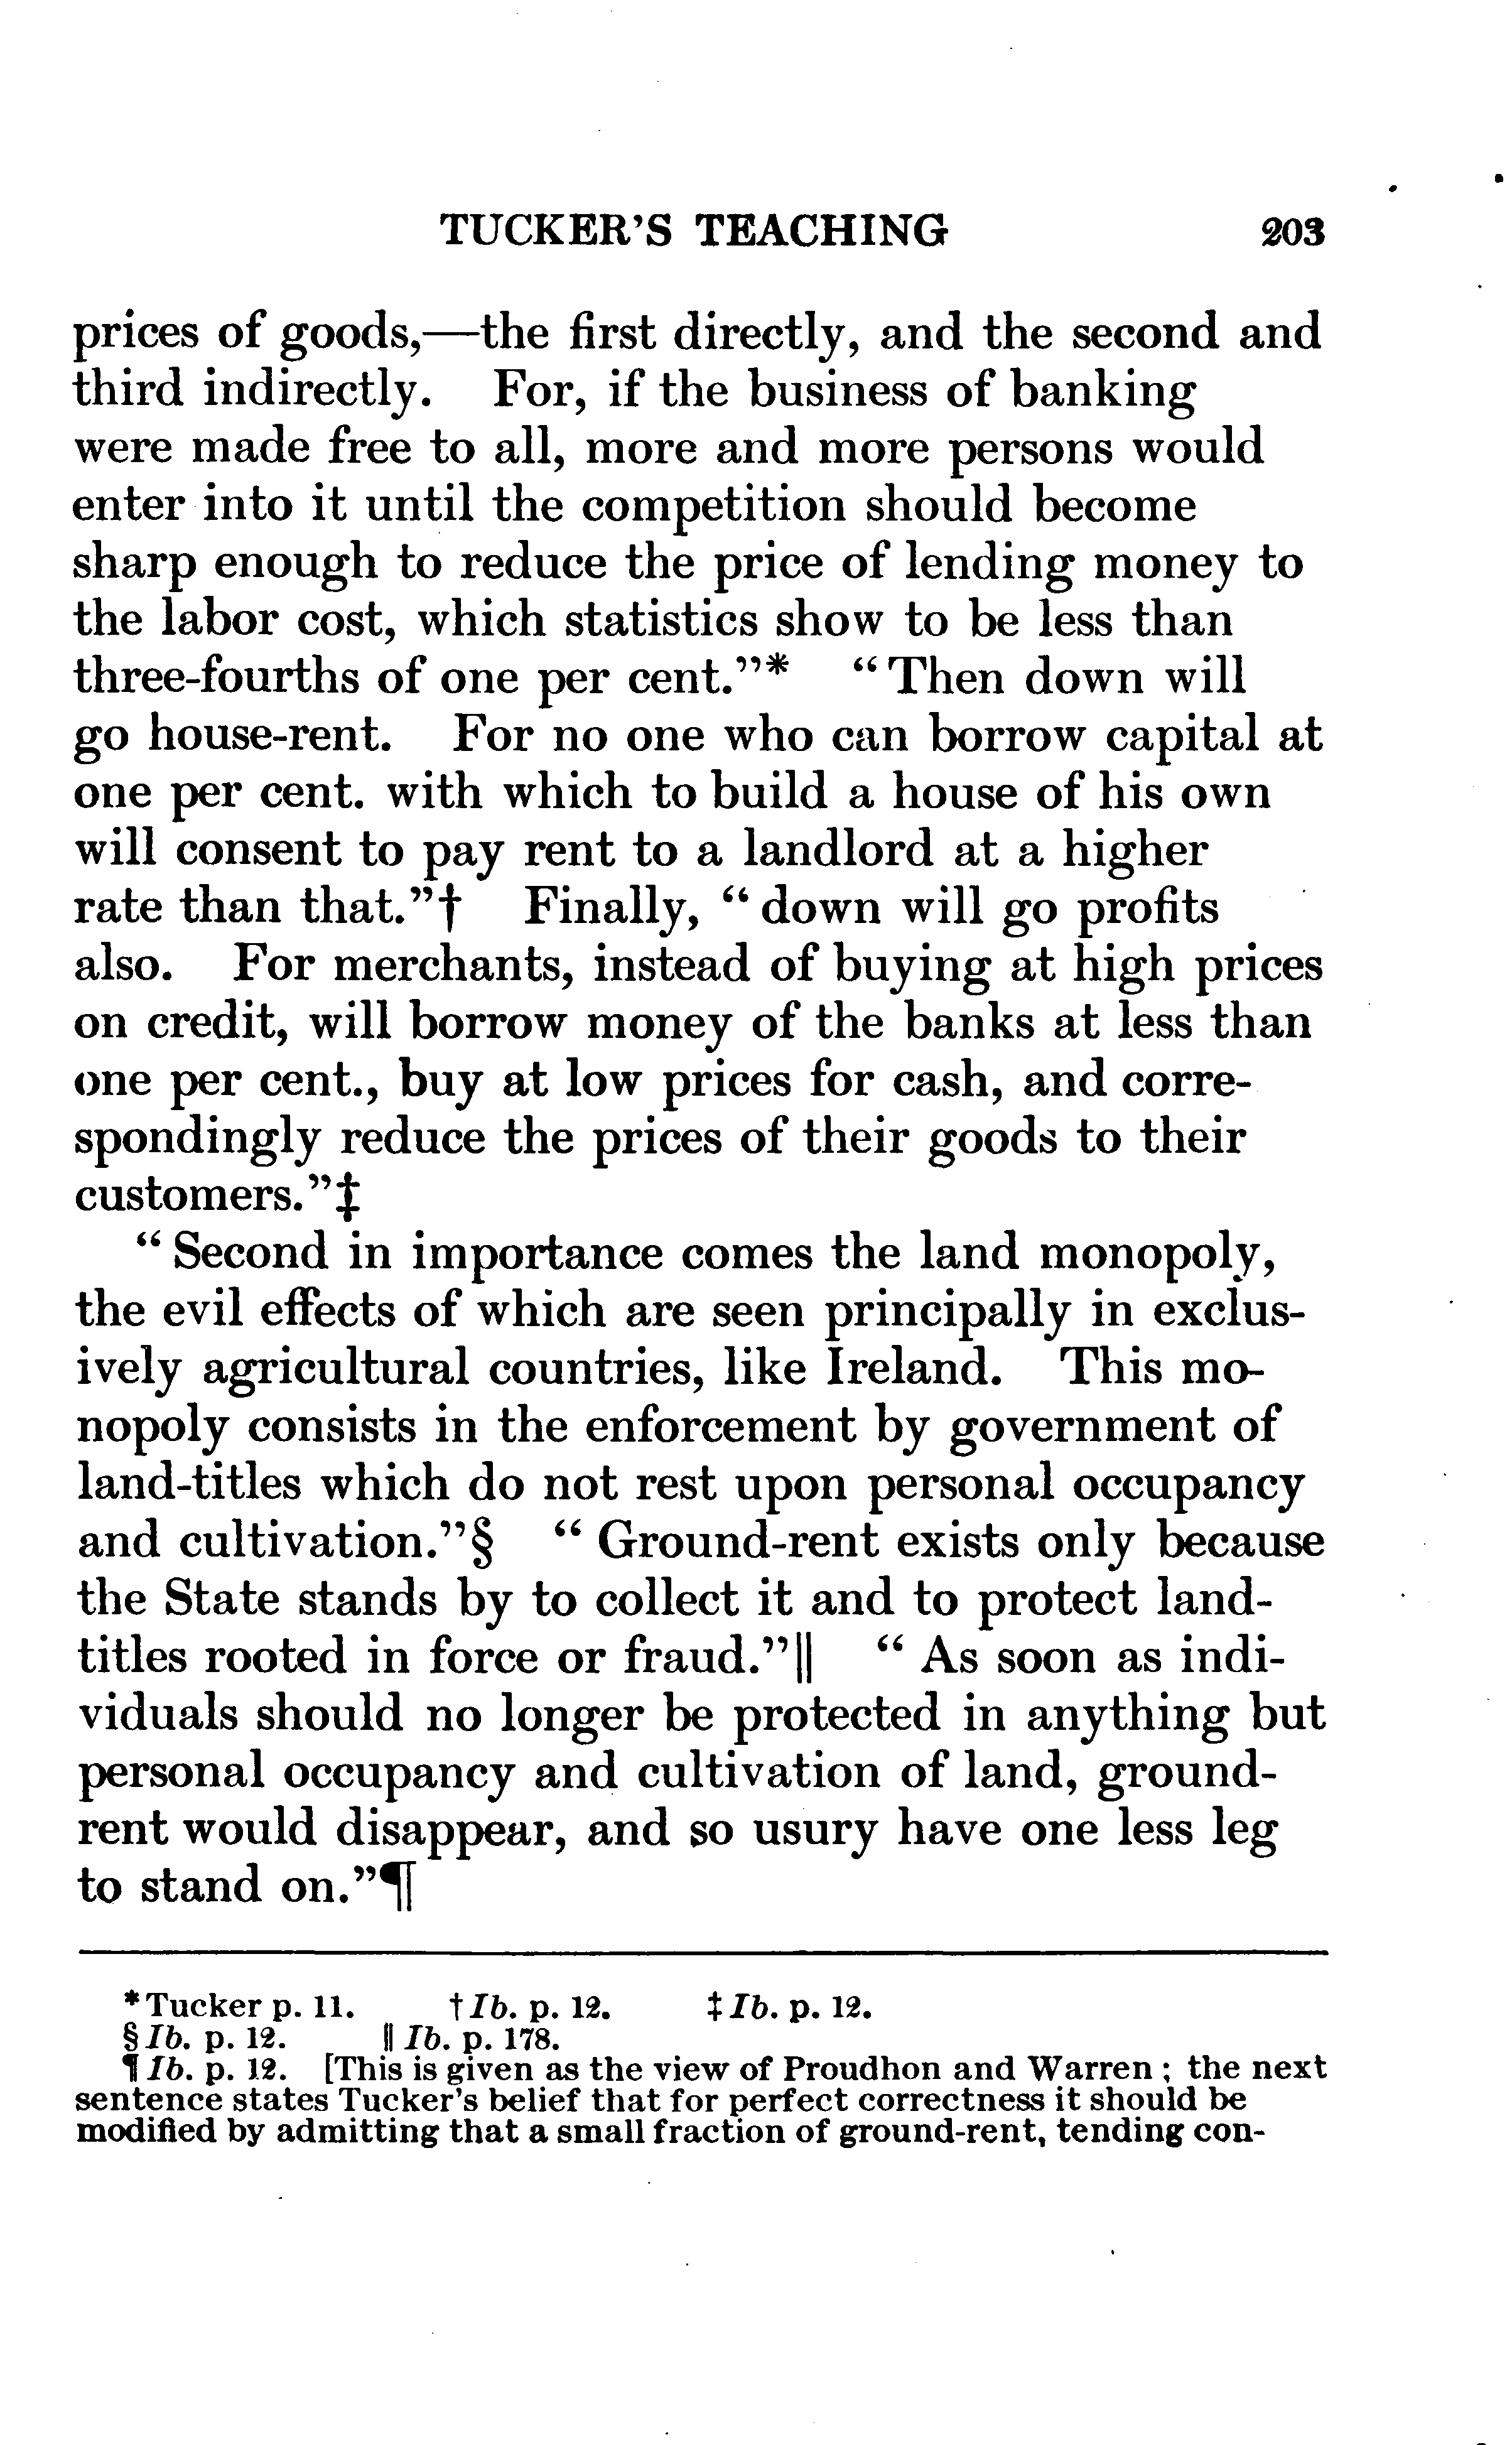 TUCKER'S TEACHING 203
prices of goods,—the first directly, and the second and
third indirectly. For, if the business of banking
were made free to all, more and more persons would
enter into it until the competition should become
sharp enough to reduce the price of lending money to
the labor cost, which statistics show to be less than
three-fourths of one per cent."* "Then down will
go house-rent. For no one who can borrow capital at
one per cent. with which to build a house of his own
will consent to pay rent to a landlord at a higher
rate than that."† Finally, "down will go profits
also. For merchants, instead of buying at high prices
on credit, will borrow money of the banks at less than
one per cent., buy at low prices for cash, and corre-
spondingly reduce the prices of their goods to their
customers."‡
"Second in importance comes the land monopoly,
the evil effects of which are seen principally in exclus-
ively agricultural countries, like Ireland. This mo-
nopoly consists in the enforcement by government of
land-titles which do not rest upon personal occupancy
and cultivation."§ "Ground-rent exists only because
the State stands by to collect it and to protect land-
titles rooted in force or fraud."‖ "As soon as indi-
viduals should no longer be protected in anything but
personal occupancy and cultivation of land, ground-
rent would disappear, and so usury have one less leg
to stand on."¶
* Tucker p. 11. † Ib. p. 12. ‡ Ib. p. 12.
§ Ib. p. 12. ‖ Ib. p. 178.
¶ Ib. p. 12. [This is given as the view of Proudhon and Warren; the next
sentence states Tucker's belief that for perfect correctness it should be
modified by admitting that a small fraction of ground-rent, tending con-